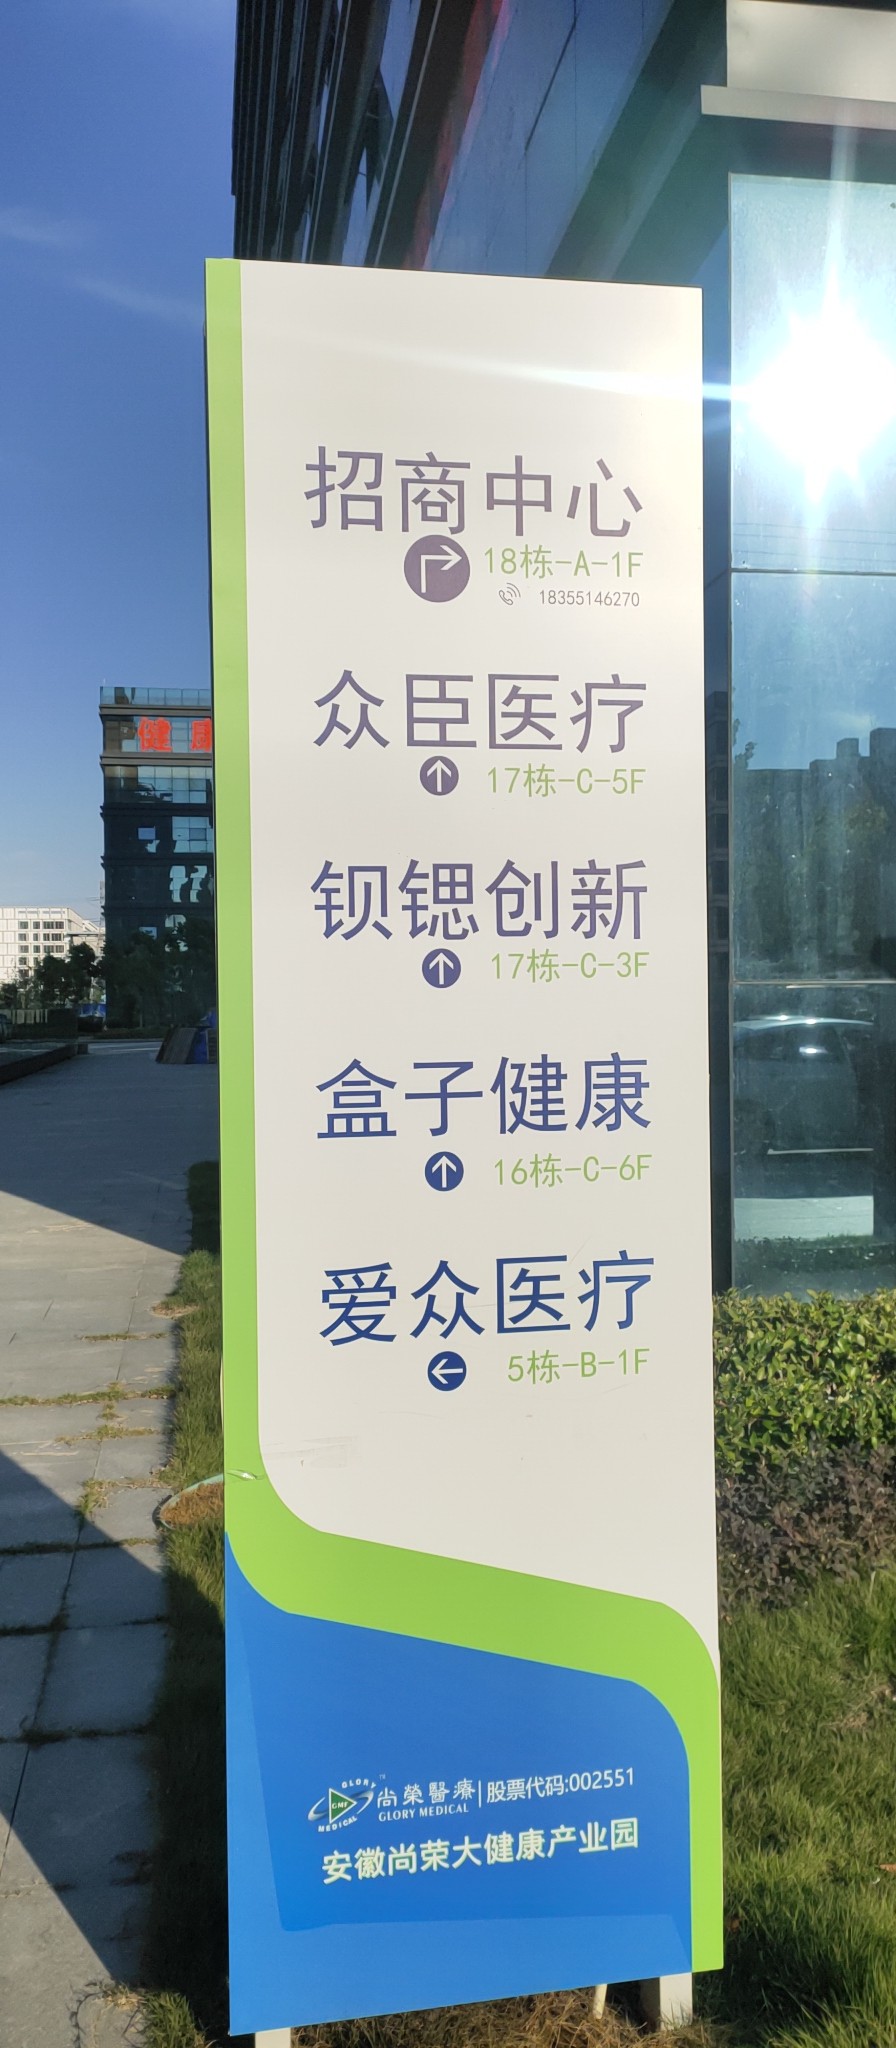 招商中心
18栋-A-1F
18355146270
众臣医疗
17栋-C-5F
钡锶创新
17栋-C-3F
盒子健康
16栋-C-6F
爱众医疗
5栋-B-1F
GLORY
GMF
MEDICAL
TM
尚榮醫療|股票代码:002551
GLORY MEDICAL
安徽尚荣大健康产业园
健康